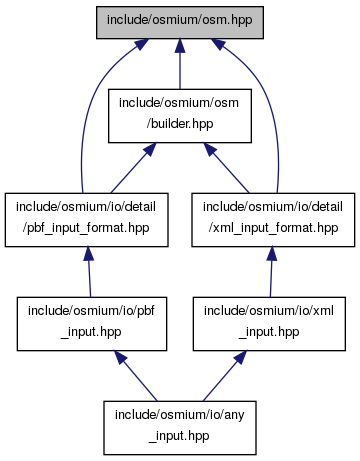 include/osmium/osm.hpp
include/osmium/osm
/builder.hpp
include/osmium/io/detail
/pbf_input_format.hpp
include/osmium/io/detail
/xml_input_format.hpp
include/osmium/io/pbf
_input.hpp
include/osmium/io/xml
_input.hpp
include/osmium/io/any
_input.hpp